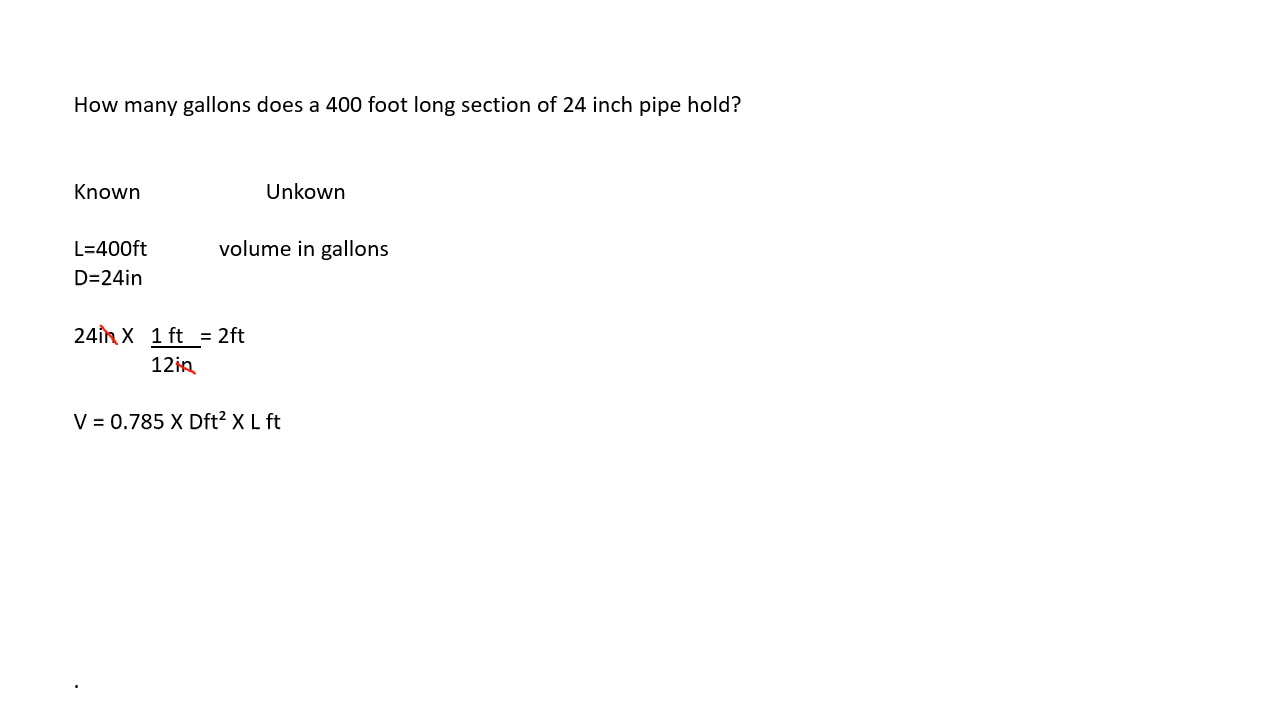 How many gallons does a 400 foot long section of 24 inch pipe hold?
Known Unkown
L=400ft volume in gallons
D=24in
24in X 1 ft = 2ft
12in
V = 0.785 X Dft² X L ft
.